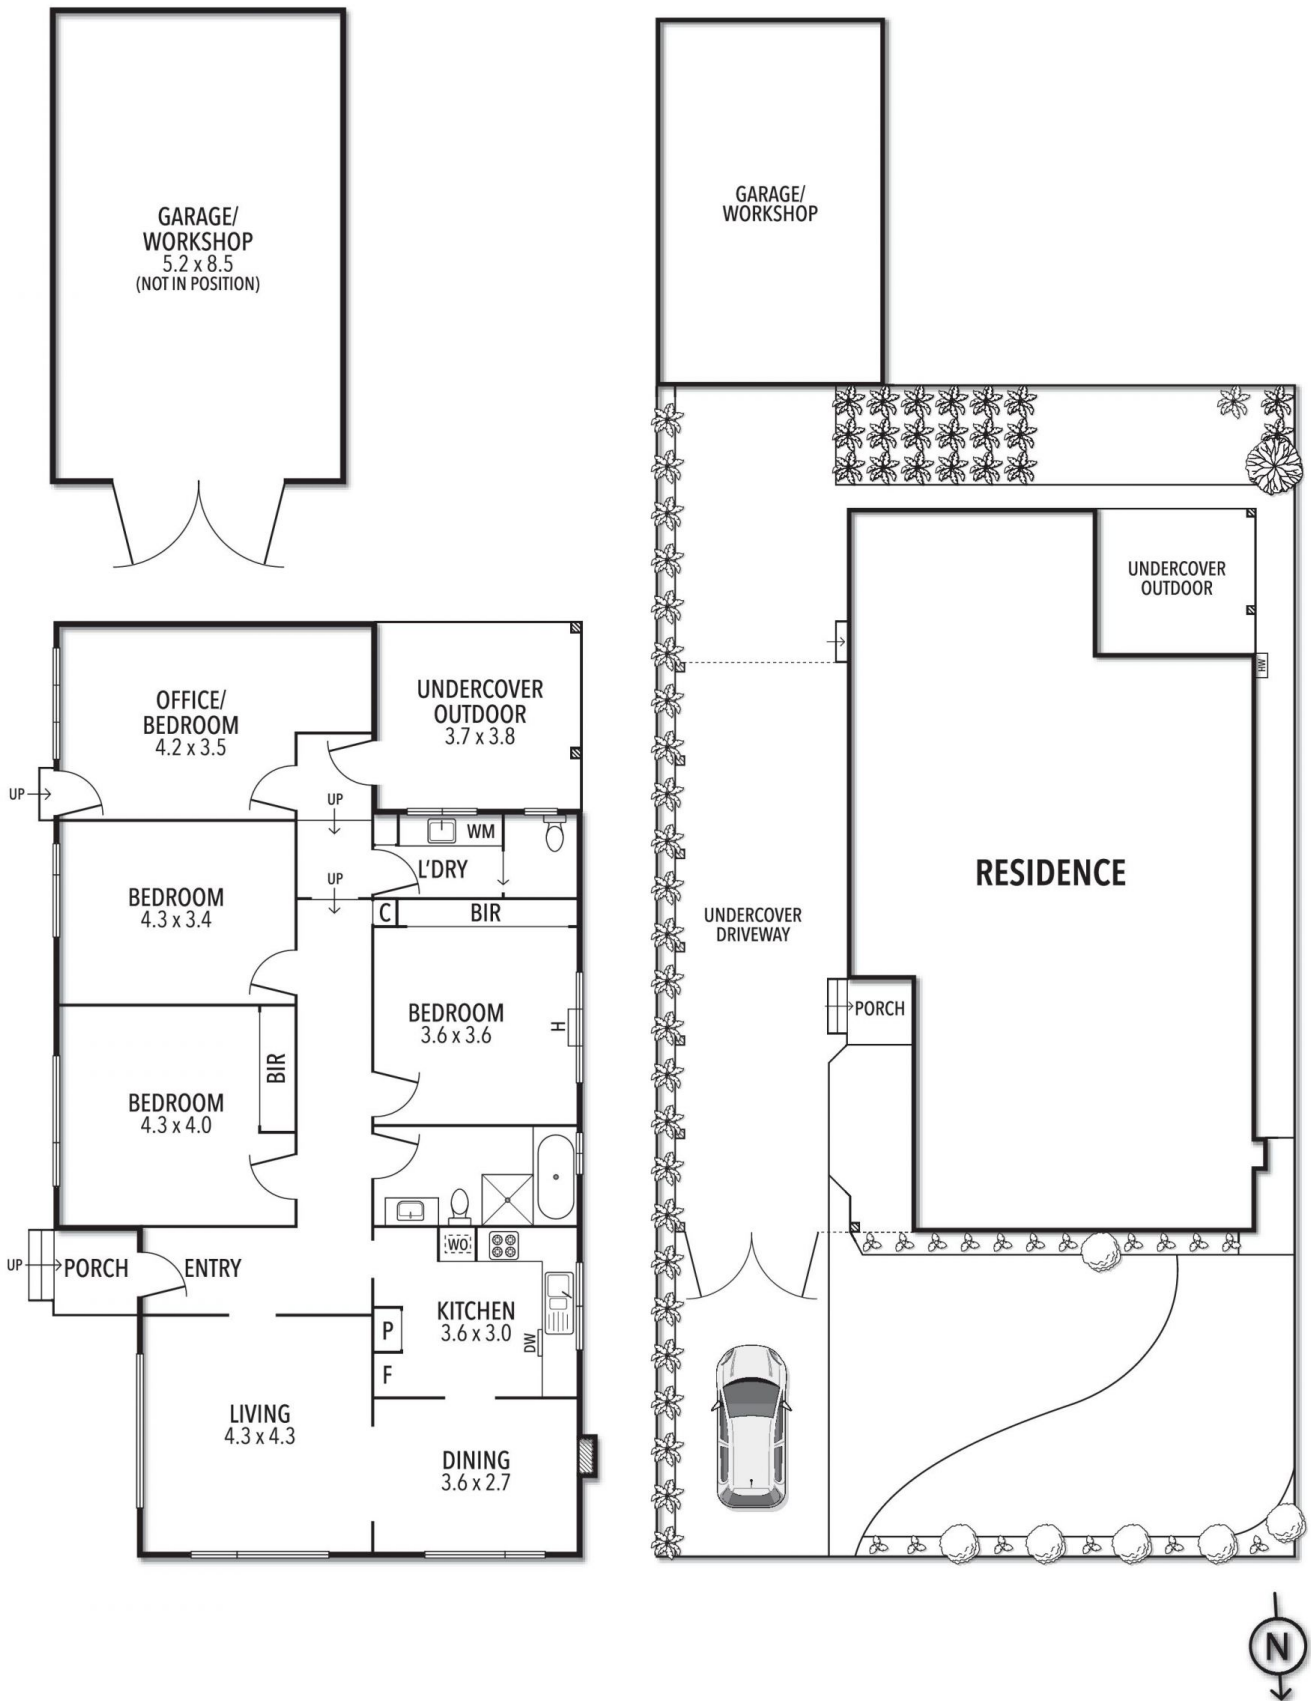 GARAGE/
WORKSHOP
5.2 x 8.5
(NOT IN POSITION)
OFFICE/
BEDROOM
4.2 x 3.5
UNDERCOVER
OUTDOOR
3.7 x 3.8
UP
UP
WM
L'DRY
UP
BEDROOM
4.3 x 3.4
C
BIR
BEDROOM
3.6 x 3.6
H
BIR
BEDROOM
4.3 x 4.0
UP
PORCH
ENTRY
WO
KITCHEN
3.6 x 3.0
DW
P
F
LIVING
4.3 x 4.3
DINING
3.6 x 2.7
GARAGE/
WORKSHOP
UNDERCOVER
OUTDOOR
HW
RESIDENCE
UNDERCOVER
DRIVEWAY
PORCH
N